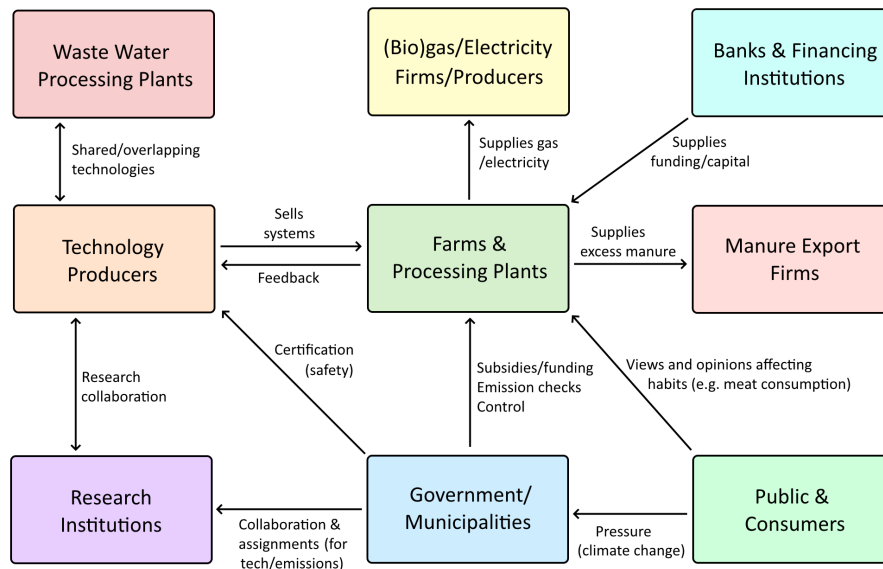 Waste Water
Processing Plants
(Bio)gas/Electricity
Firms/Producers
Banks & Financing
Institutions
Shared/overlapping
technologies
Supplies gas
/electricity
Supplies
funding/capital
Technology
Producers
Sells
systems
Feedback
Farms &
Processing Plants
Supplies
excess manure
Manure Export
Firms
Research
collaboration
Certification
(safety)
Subsidies/funding
Emission checks
Control
Views and opinions affecting
habits (e.g. meat consumption)
Research
Institutions
Collaboration &
assignments (for
tech/emissions)
Government/
Municipalities
Pressure
(climate change)
Public &
Consumers